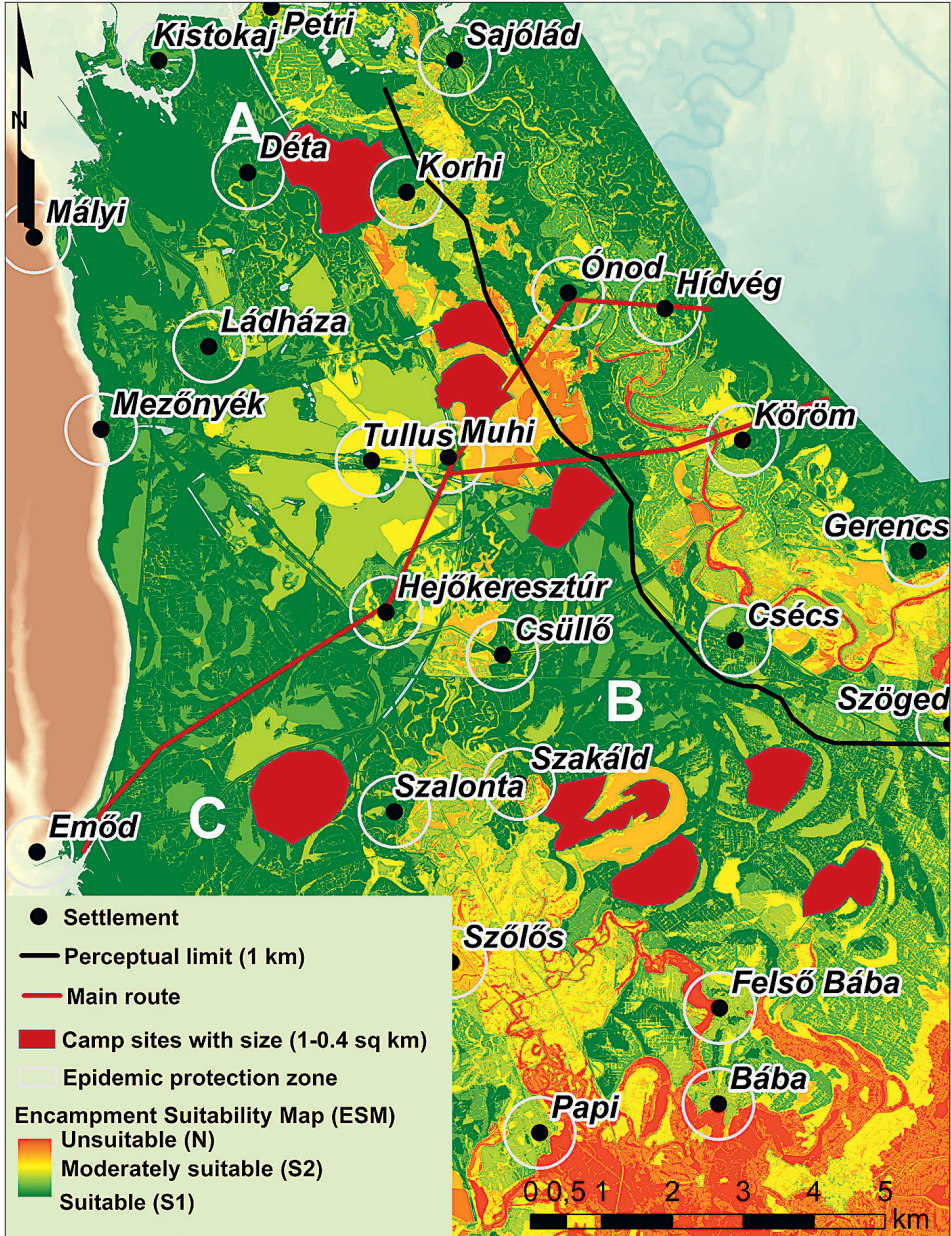 Kistokaj
Petri
Sajólád
N
A
Déta
Korhi
Mályi
Ónod
Hídvég
Ládháza
Mezőnyék
Tullus
Muhi
Köröm
Gerencs
Hejőkeresztúr
Csüllő
Csécs
B
Szöged
Szakáld
Szalonta
C
Emőd
Szőlős
Felső Bába
Bába
Papi
Settlement
Perceptual limit (1 km)
Main route
Camp sites with size (1-0.4 sq km)
Epidemic protection zone
Encampment Suitability Map (ESM)
Unsuitable (N)
Moderately suitable (S2)
Suitable (S1)
0 0,5 1 2 3 4 5
km